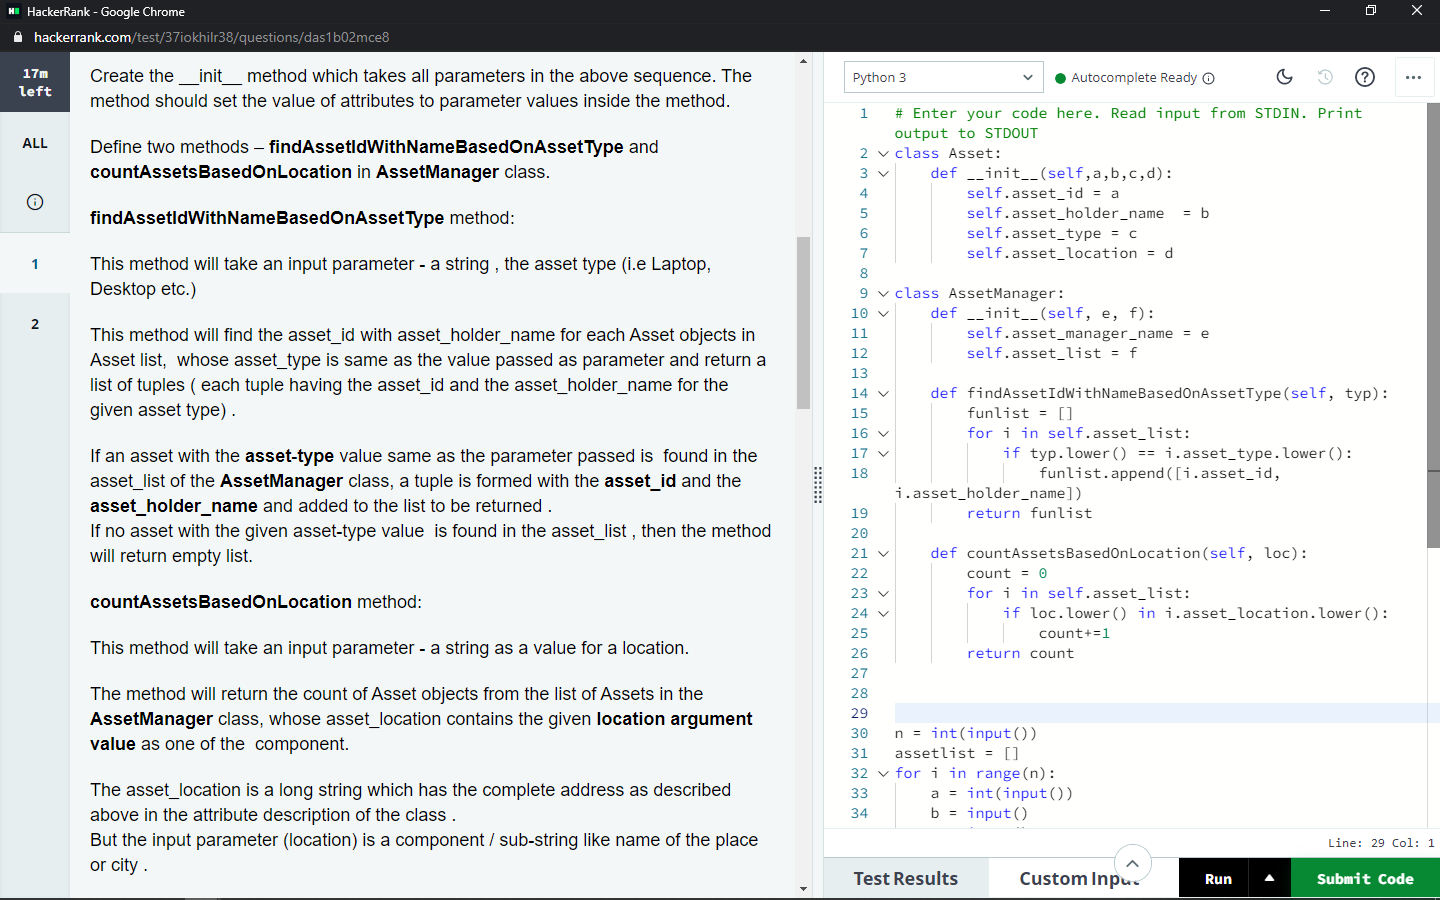 HackerRank - Google Chrome
hackerrank.com/test/37iokhilr38/questions/das1b02mce8
17m
left
ALL
1
2
Create the __init__ method which takes all parameters in the above sequence. The
method should set the value of attributes to parameter values inside the method.
Define two methods – findAssetIdWithNameBasedOnAssetType and
countAssetsBasedOnLocation in AssetManager class.
findAssetIdWithNameBasedOnAssetType method:
This method will take an input parameter - a string , the asset type (i.e Laptop,
Desktop etc.)
This method will find the asset_id with asset_holder_name for each Asset objects in
Asset list,  whose asset_type is same as the value passed as parameter and return a
list of tuples ( each tuple having the asset_id and the asset_holder_name for the
given asset type) .
If an asset with the asset-type value same as the parameter passed is  found in the
asset_list of the AssetManager class, a tuple is formed with the asset_id and the
asset_holder_name and added to the list to be returned .
If no asset with the given asset-type value  is found in the asset_list , then the method
will return empty list.
countAssetsBasedOnLocation method:
This method will take an input parameter - a string as a value for a location.
The method will return the count of Asset objects from the list of Assets in the
AssetManager class, whose asset_location contains the given location argument
value as one of the  component.
The asset_location is a long string which has the complete address as described
above in the attribute description of the class .
But the input parameter (location) is a component / sub-string like name of the place
or city .
Python 3
Autocomplete Ready
1 # Enter your code here. Read input from STDIN. Print
output to STDOUT
2 class Asset:
3     def __init__(self,a,b,c,d):
4         self.asset_id = a
5         self.asset_holder_name  = b
6         self.asset_type = c
7         self.asset_location = d
8
9 class AssetManager:
10     def __init__(self, e, f):
11         self.asset_manager_name = e
12         self.asset_list = f
13
14     def findAssetIdWithNameBasedOnAssetType(self, typ):
15         funlist = []
16         for i in self.asset_list:
17             if typ.lower() == i.asset_type.lower():
18                 funlist.append([i.asset_id,
i.asset_holder_name])
19         return funlist
20
21     def countAssetsBasedOnLocation(self, loc):
22         count = 0
23         for i in self.asset_list:
24             if loc.lower() in i.asset_location.lower():
25                 count+=1
26         return count
27
28
29
30 n = int(input())
31 assetlist = []
32 for i in range(n):
33     a = int(input())
34     b = input()
Line: 29 Col: 1
Test Results
Custom Input
Run
Submit Code